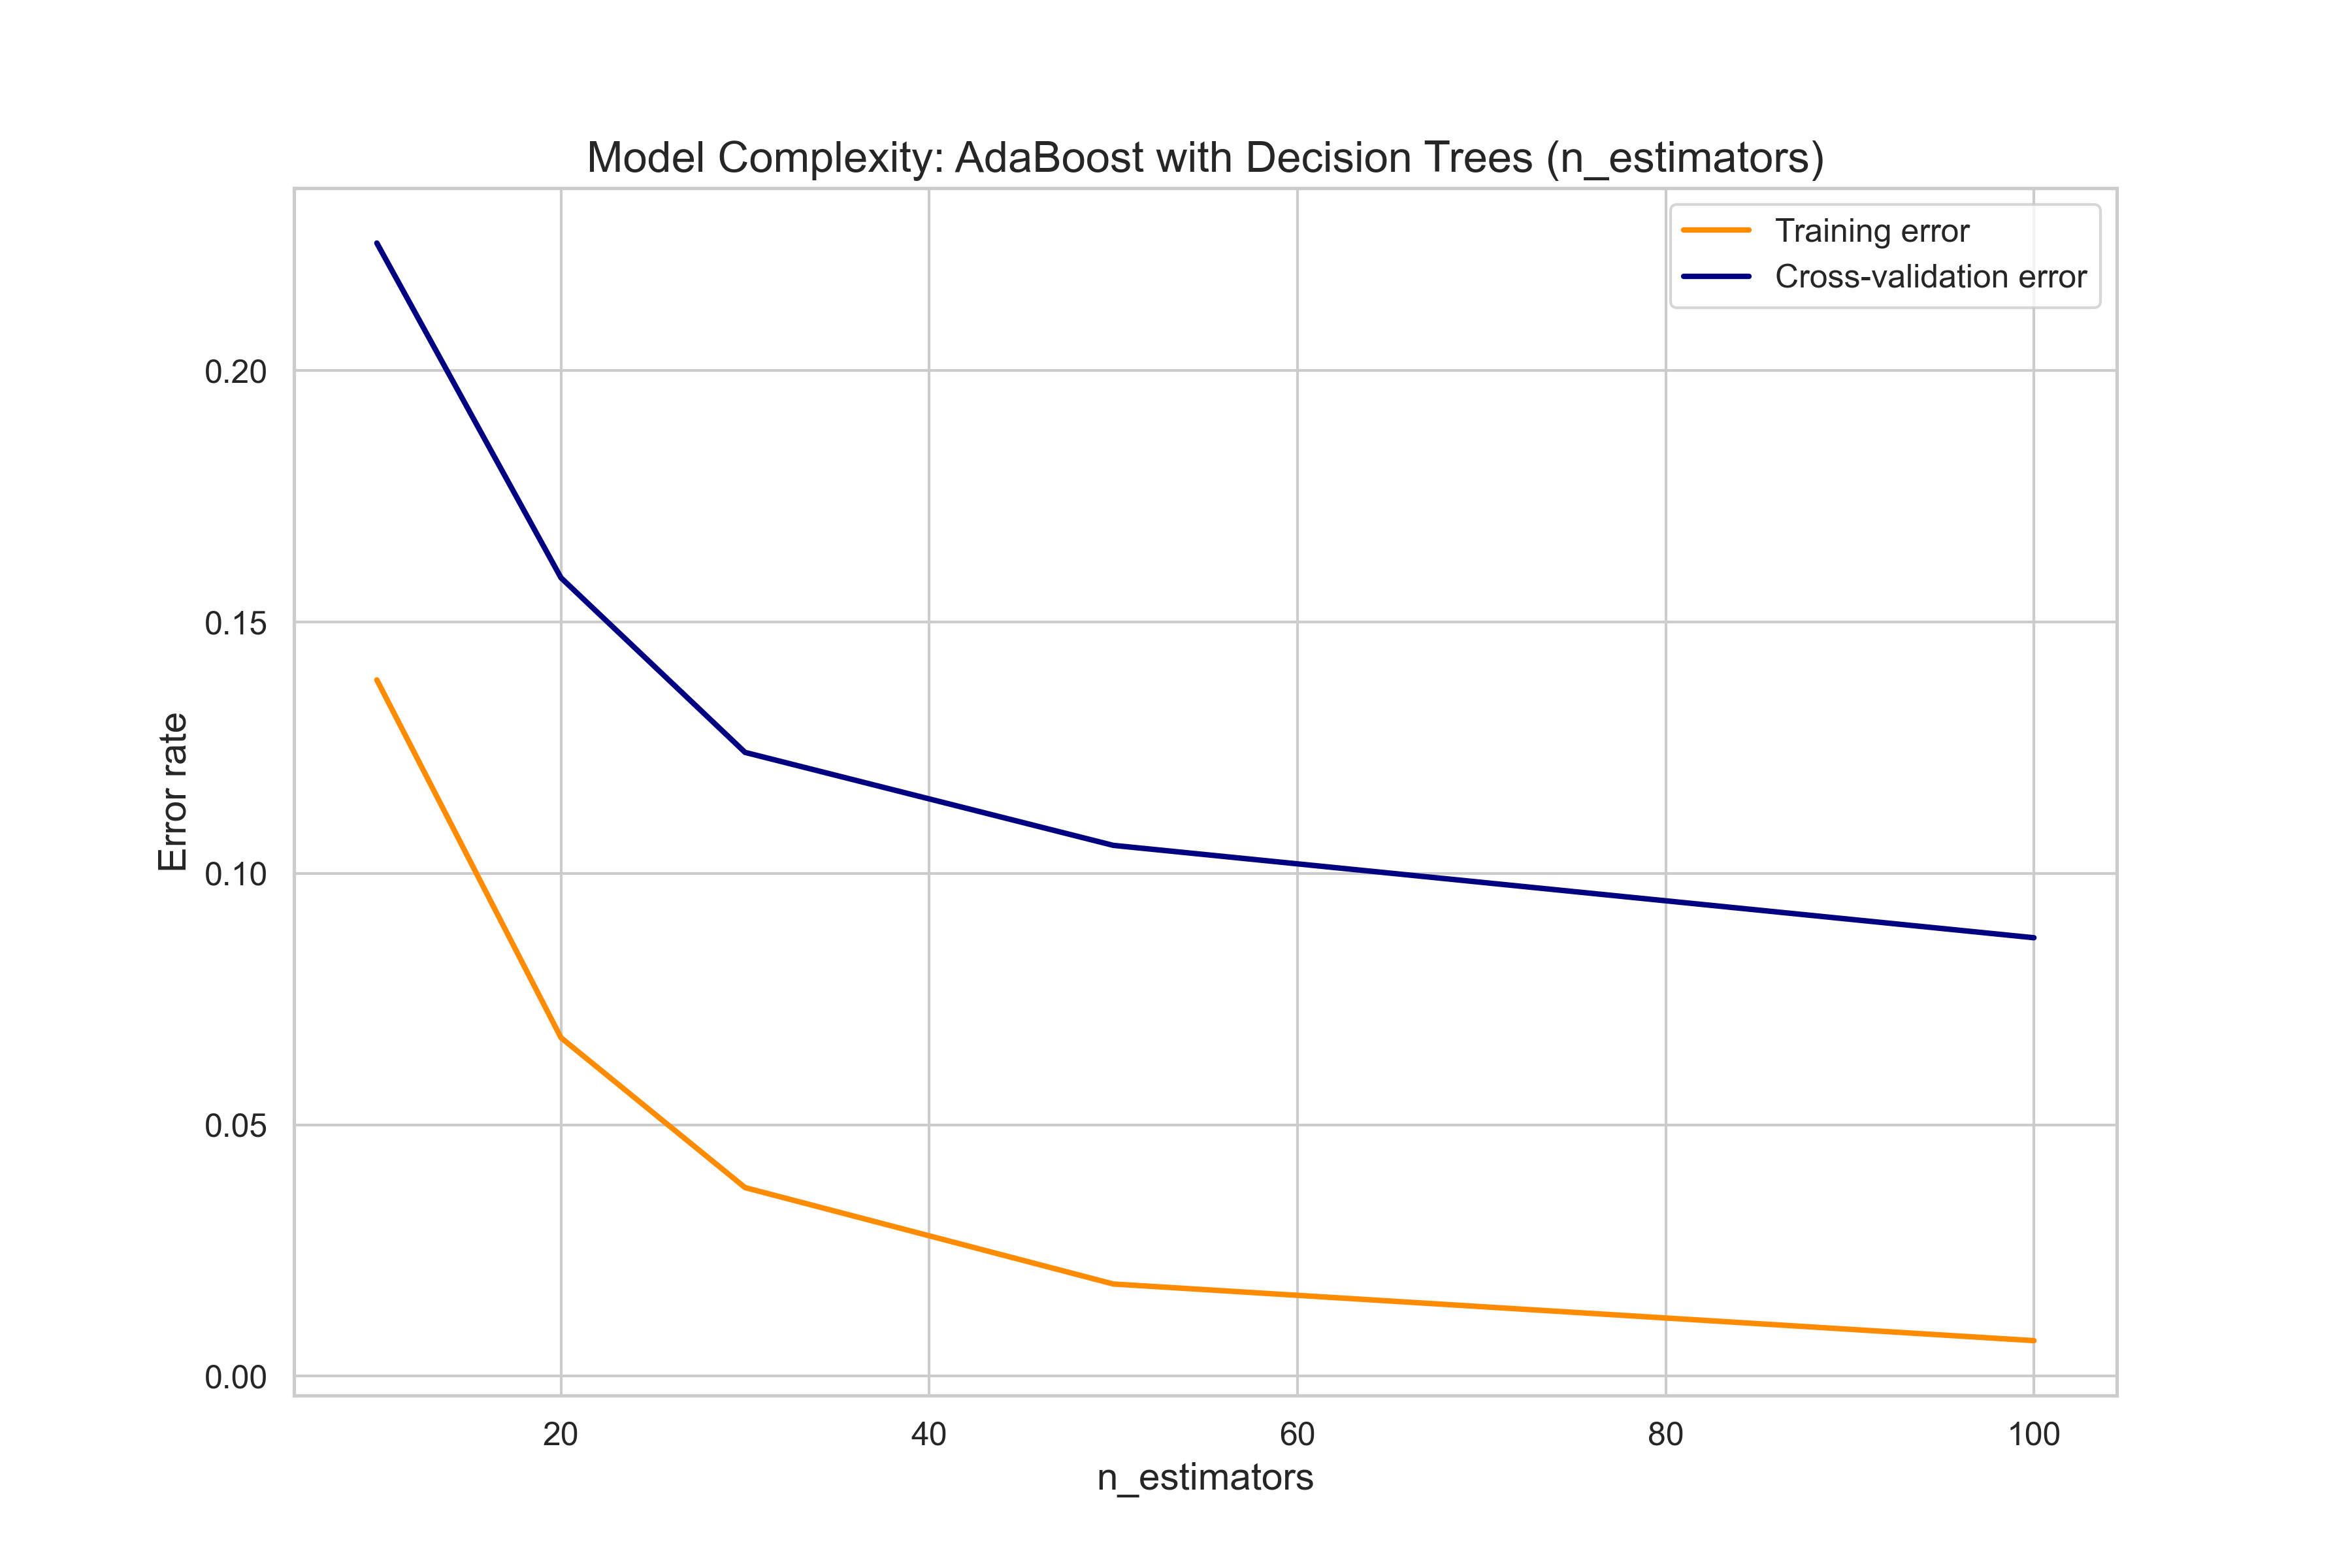 Model Complexity: AdaBoost with Decision Trees (n_estimators)
Training error
Cross-validation error
0.20
0.15
0.10
0.05
0.00
Error rate
20 40 60 80 100
n_estimators